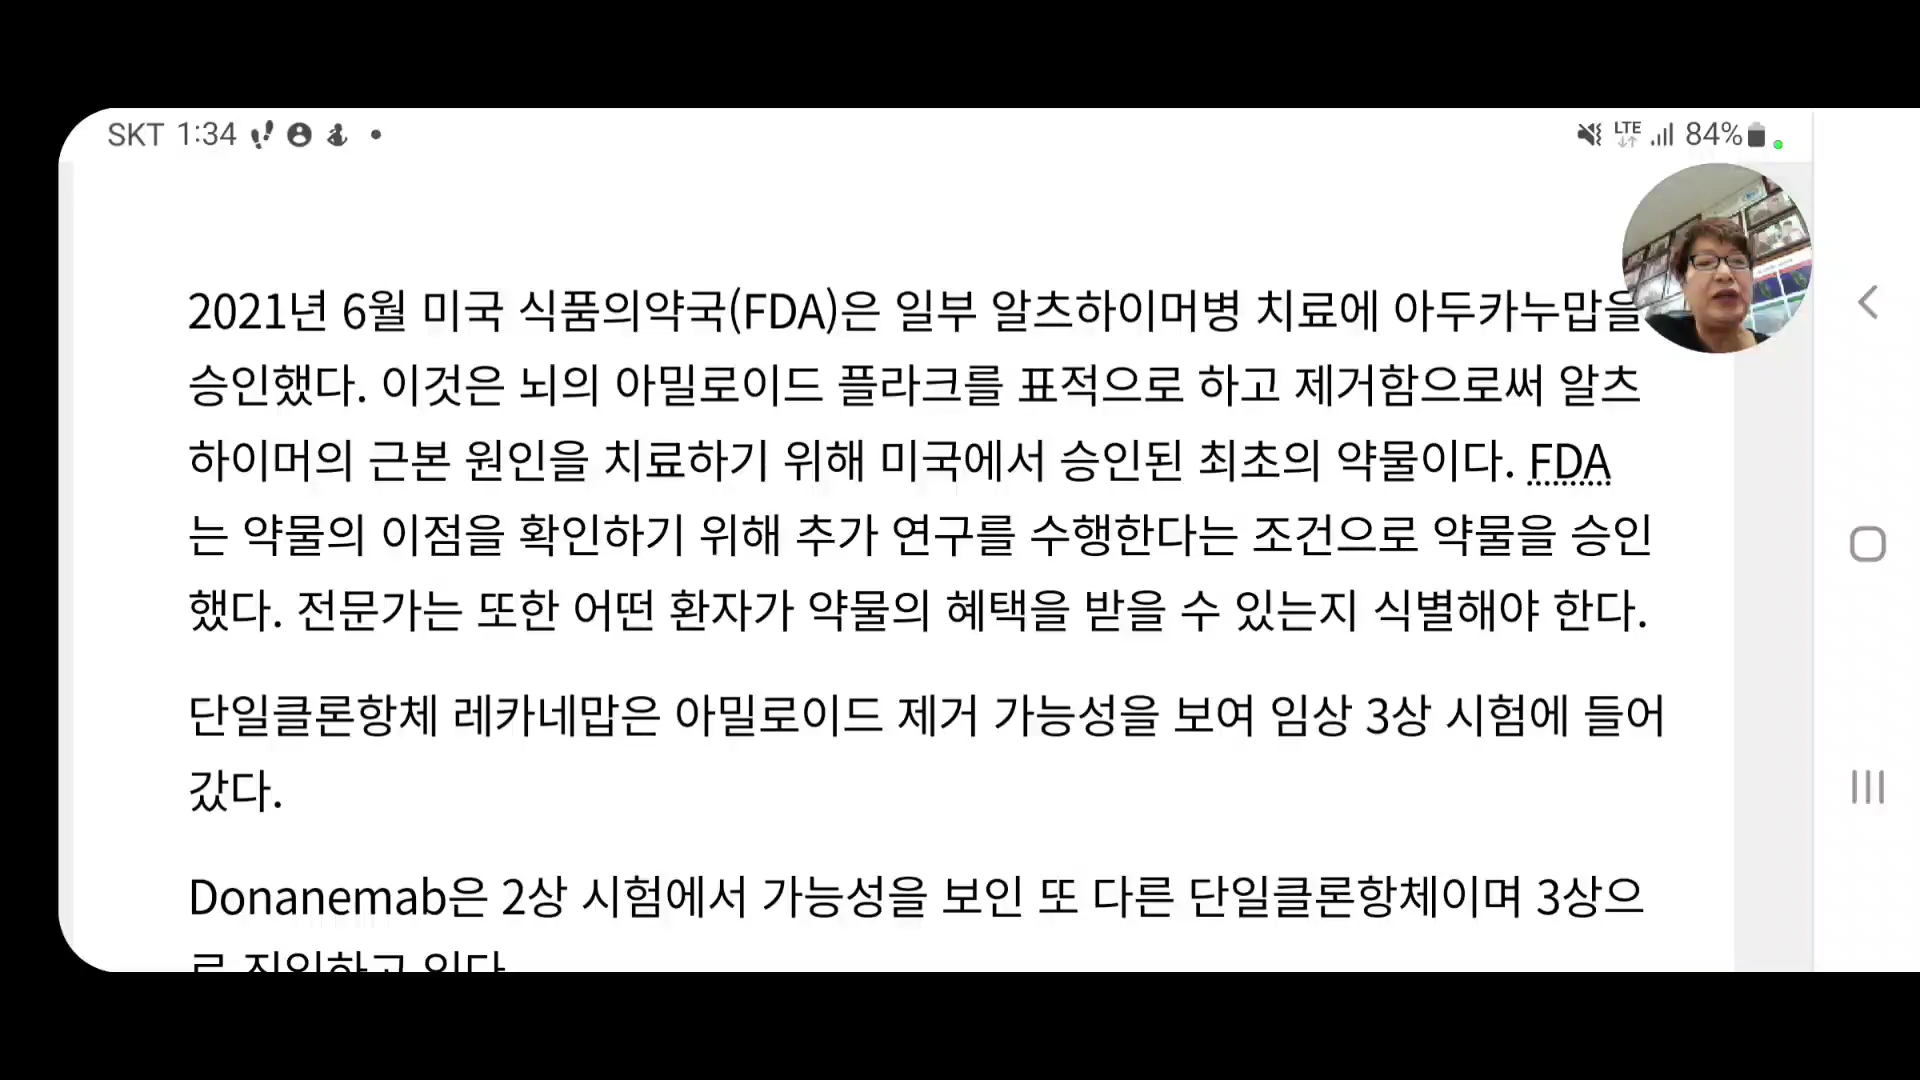 SKT 1:34
LTE 84%
2021년 6월 미국 식품의약국(FDA)은 일부 알츠하이머병 치료에 아두카누맙을
승인했다. 이것은 뇌의 아밀로이드 플라크를 표적으로 하고 제거함으로써 알츠
하이머의 근본 원인을 치료하기 위해 미국에서 승인된 최초의 약물이다. FDA
는 약물의 이점을 확인하기 위해 추가 연구를 수행한다는 조건으로 약물을 승인
했다. 전문가는 또한 어떤 환자가 약물의 혜택을 받을 수 있는지 식별해야 한다.
단일클론항체 레카네맙은 아밀로이드 제거 가능성을 보여 임상 3상 시험에 들어
갔다.
Donanemab은 2상 시험에서 가능성을 보인 또 다른 단일클론항체이며 3상으